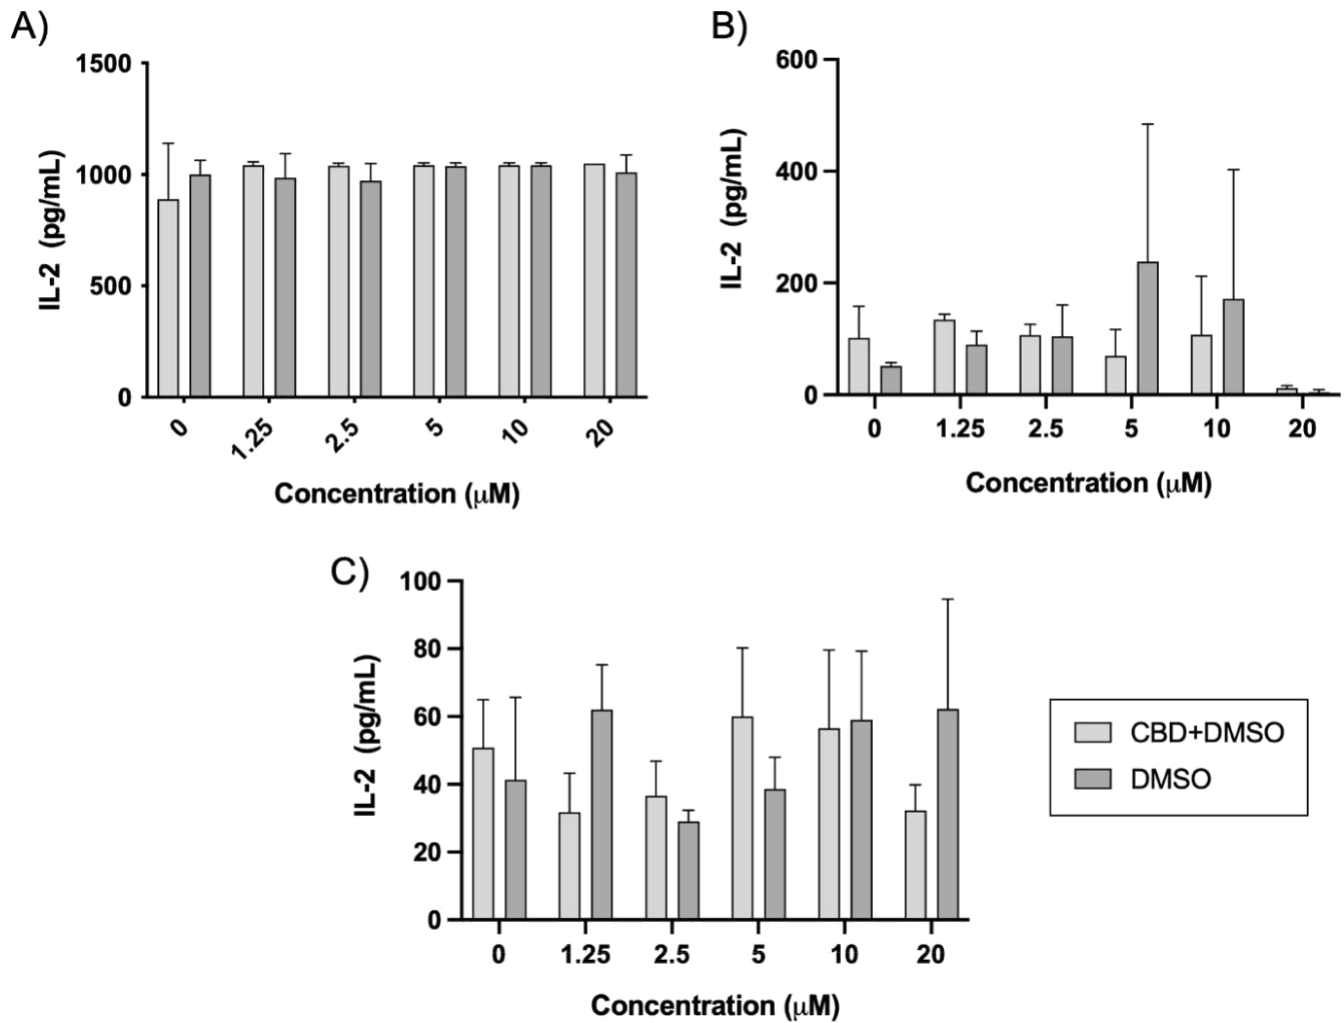 A)
IL-2 (pg/mL)
1500
1000
500
0
0 1.25 2.5 5 10 20
Concentration (μM)
B)
IL-2 (pg/mL)
600
400
200
0
0 1.25 2.5 5 10 20
Concentration (μM)
C)
IL-2 (pg/mL)
100
80
60
40
20
0
0 1.25 2.5 5 10 20
Concentration (μM)
CBD+DMSO
DMSO